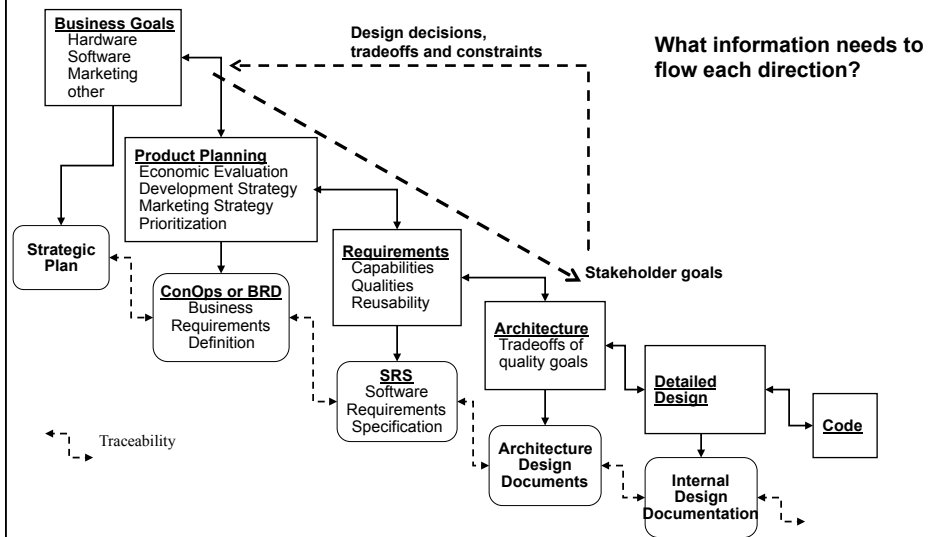 Business Goals
Hardware
Software
Marketing
other
Design decisions,
tradeoffs and constraints
What information needs to
flow each direction?
Product Planning
Economic Evaluation
Development Strategy
Marketing Strategy
Prioritization
Strategic
Plan
Requirements
Capabilities
Qualities
Reusability
Stakeholder goals
ConOps or BRD
Business
Requirements
Definition
Architecture
Tradeoffs of
quality goals
SRS
Software
Requirements
Specification
Detailed
Design
Code
Traceability
Architecture
Design
Documents
Internal
Design
Documentation